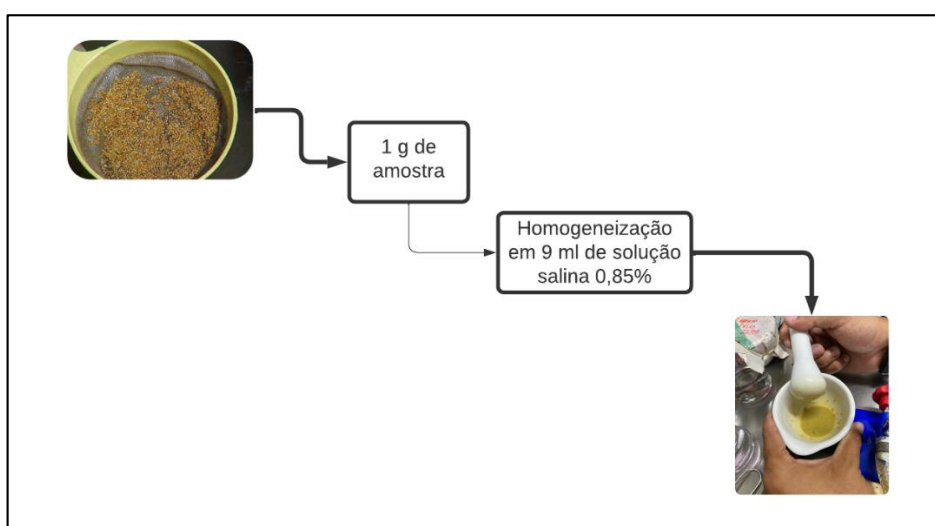 1 g de
amostra
Homogeneização
em 9 ml de solução
salina 0,85%